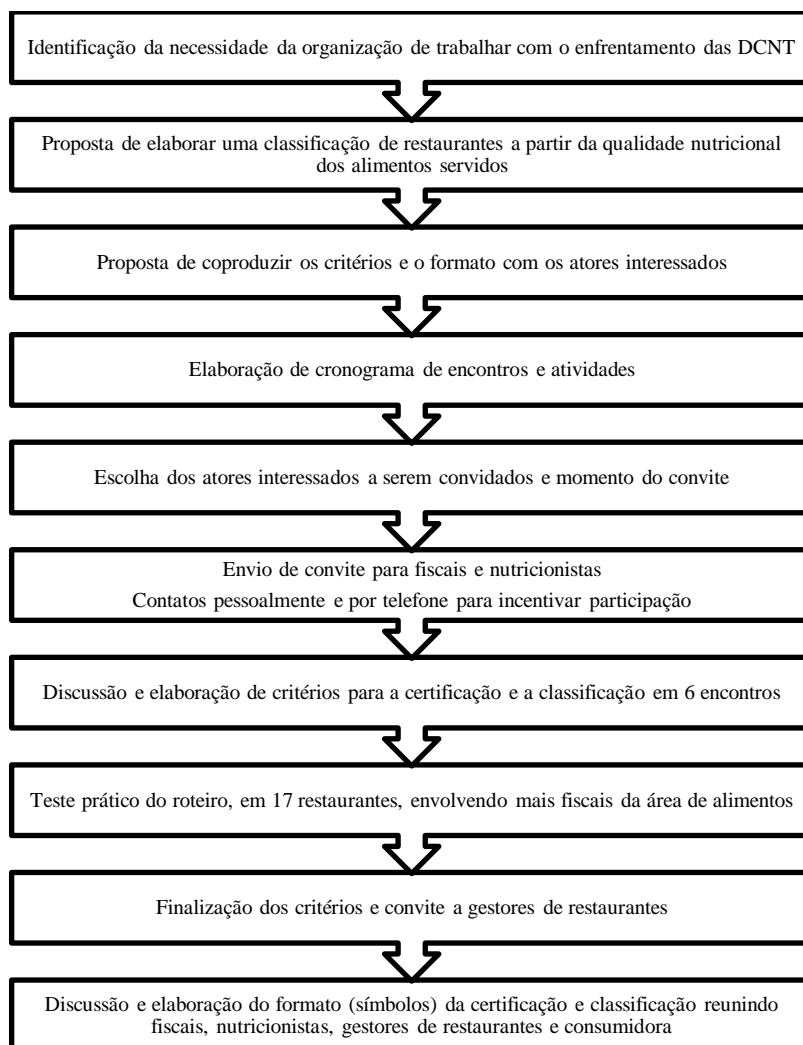 Identificação da necessidade da organização de trabalhar com o enfrentamento das DCNT
Proposta de elaborar uma classificação de restaurantes a partir da qualidade nutricional
dos alimentos servidos
Proposta de coproduzir os critérios e o formato com os atores interessados
Elaboração de cronograma de encontros e atividades
Escolha dos atores interessados a serem convidados e momento do convite
Envio de convite para fiscais e nutricionistas
Contatos pessoalmente e por telefone para incentivar participação
Discussão e elaboração de critérios para a certificação e a classificação em 6 encontros
Teste prático do roteiro, em 17 restaurantes, envolvendo mais fiscais da área de alimentos
Finalização dos critérios e convite a gestores de restaurantes
Discussão e elaboração do formato (símbolos) da certificação e classificação reunindo
fiscais, nutricionistas, gestores de restaurantes e consumidora